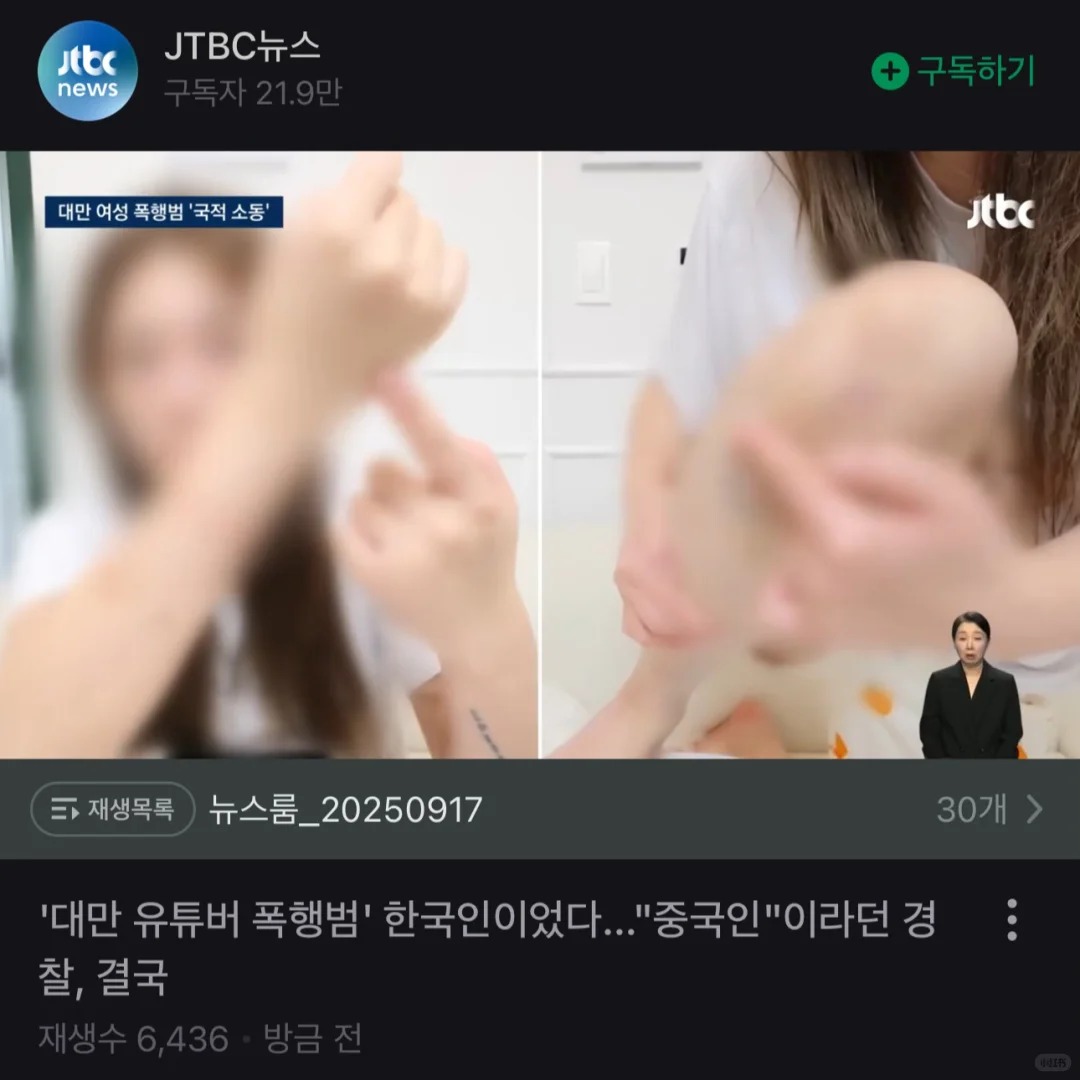 jtbc
news
JTBC뉴스
구독자 21.9만
구독하기
대만 여성 폭행범 '국적 소동'
jtbc
재생목록
뉴스룸_20250917
30개
'대만 유튜버 폭행범' 한국인이었다..."중국인"이라던 경
찰, 결국
재생수 6,436 · 방금 전